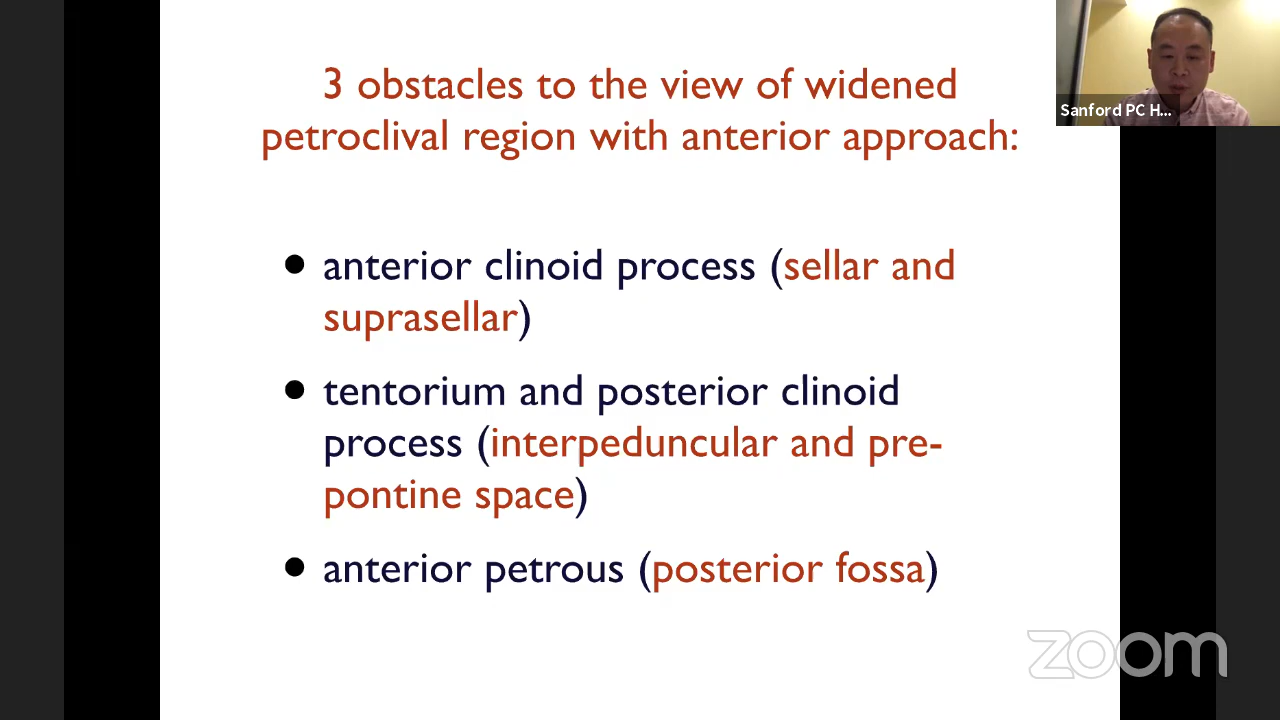 3 obstacles to the view of widened
petroclival region with anterior approach:
• anterior clinoid process (sellar and
suprasellar)
• tentorium and posterior clinoid
process (interpeduncular and pre-
pontine space)
• anterior petrous (posterior fossa)
Sanford PC H...
zoom